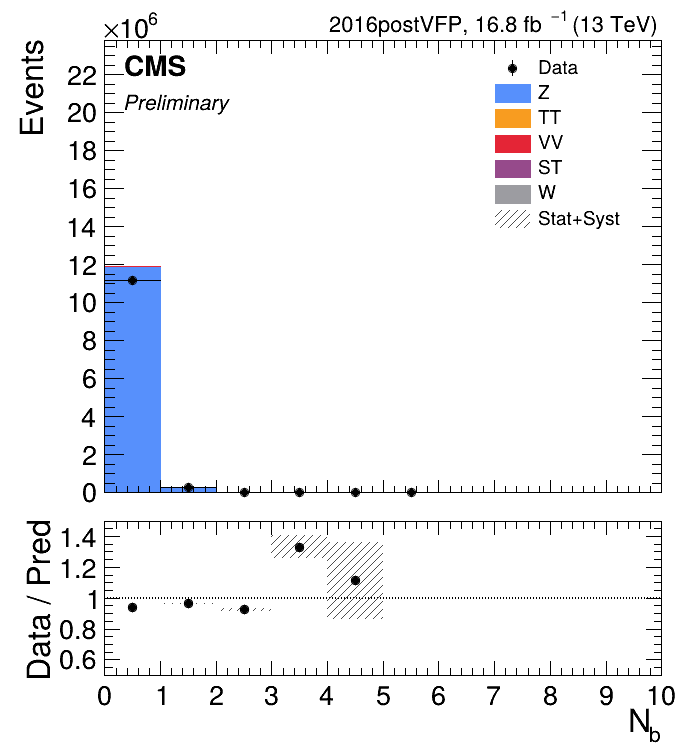 ×10^6
2016postVFP, 16.8 fb ^−1 (13 TeV)
CMS
Preliminary
Events
Data
Z
TT
VV
ST
W
Stat+Syst
22
20
18
16
14
12
10
8
6
4
2
0
Data / Pred
1.4
1.2
1
0.8
0.6
0 1 2 3 4 5 6 7 8 9 10
N_b